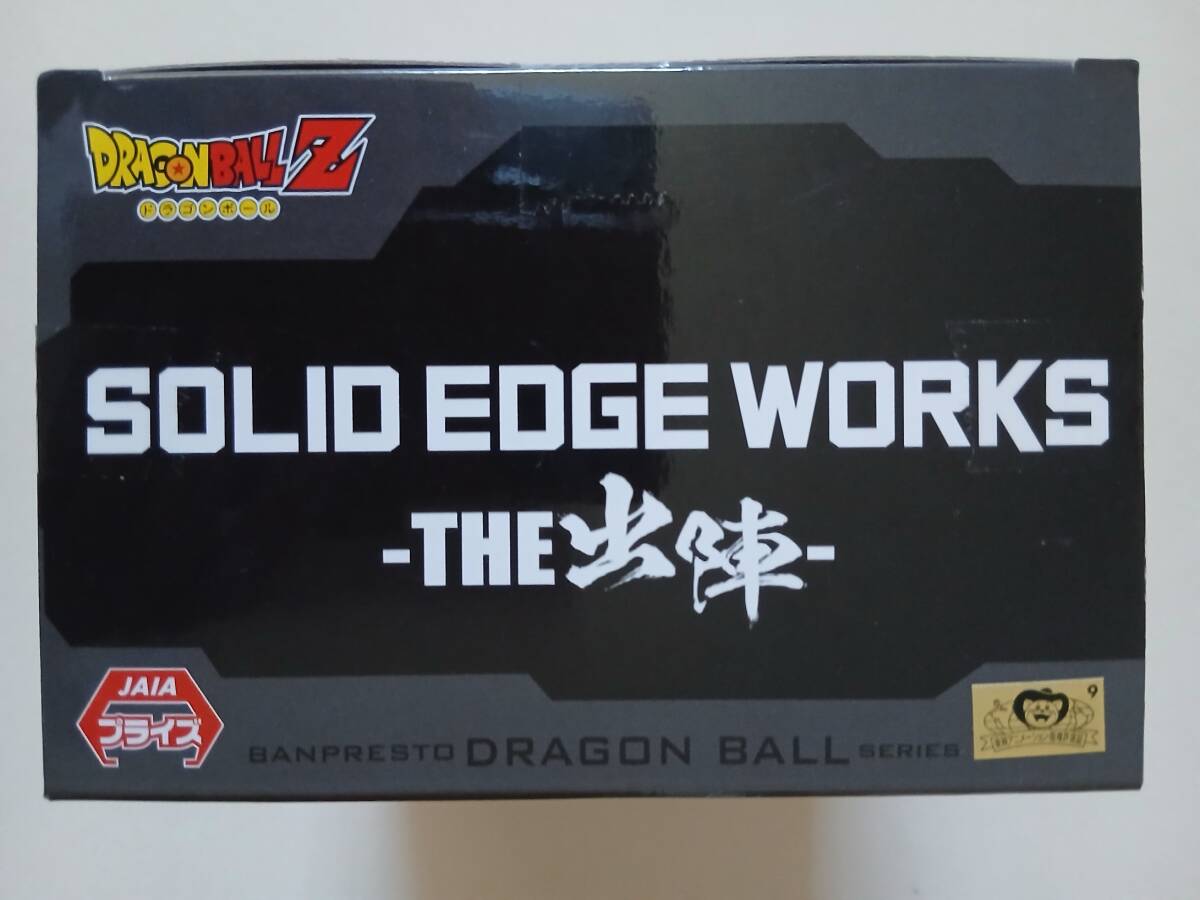 DRAGON BALL Z
ドラゴンボール
SOLID EDGE WORKS
-THE出陣-
JAIA
プライズ
BANPRESTO DRAGON BALL SERIES
9